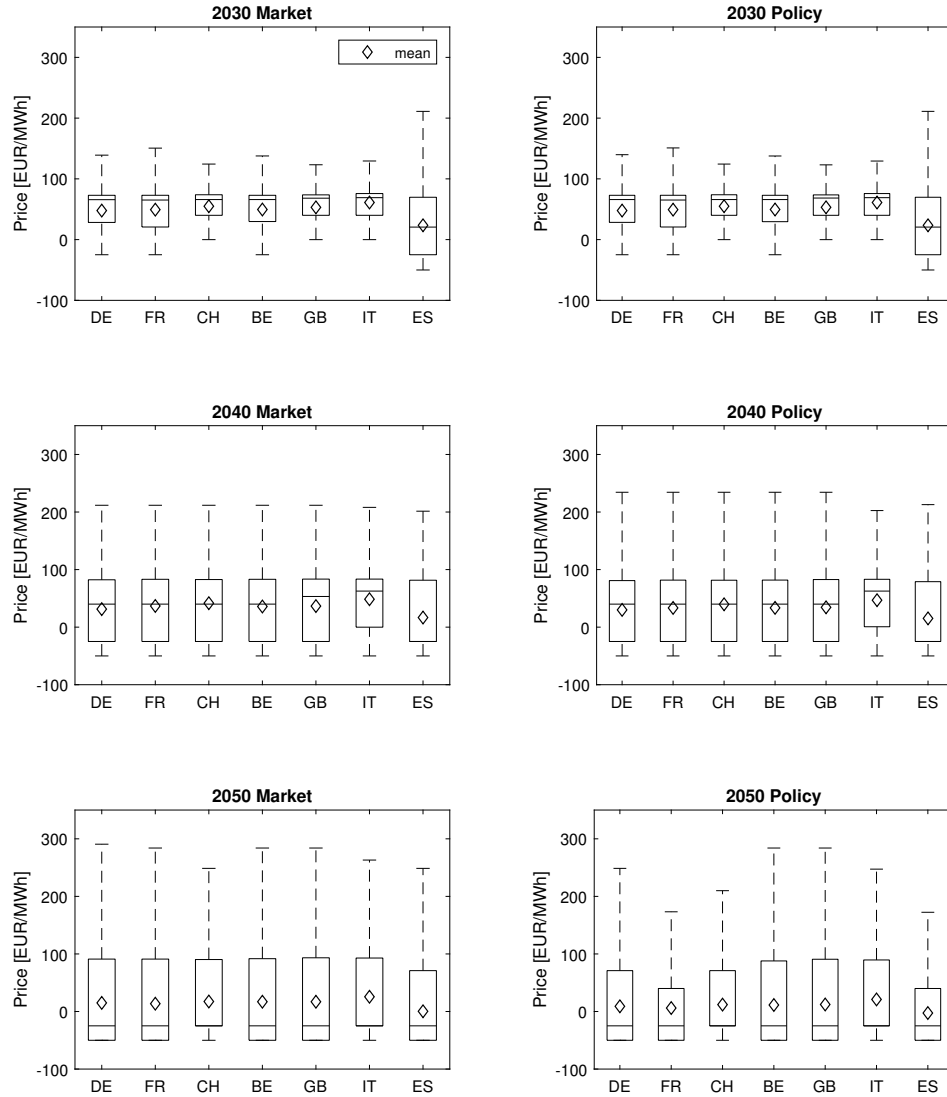 2030 Market
300
200
100
0
-100
Price [EUR/MWh]
mean
DE FR CH BE GB IT ES
2030 Policy
300
200
100
0
-100
Price [EUR/MWh]
DE FR CH BE GB IT ES
2040 Market
300
200
100
0
-100
Price [EUR/MWh]
DE FR CH BE GB IT ES
2040 Policy
300
200
100
0
-100
Price [EUR/MWh]
DE FR CH BE GB IT ES
2050 Market
300
200
100
0
-100
Price [EUR/MWh]
DE FR CH BE GB IT ES
2050 Policy
300
200
100
0
-100
Price [EUR/MWh]
DE FR CH BE GB IT ES